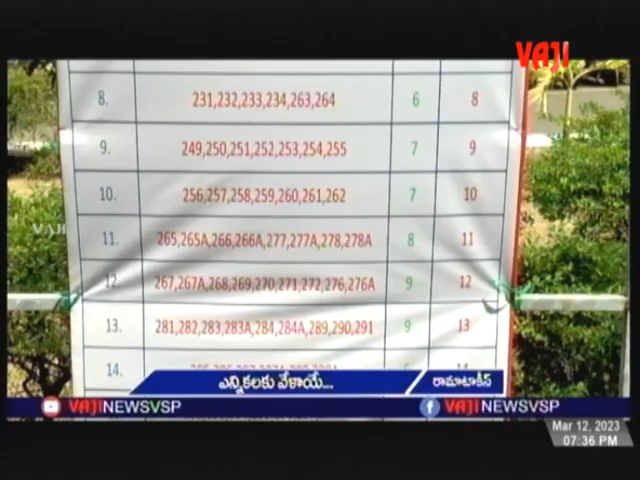 VAJI
8. 231,232,233,234,263,264 6 8
9. 249,250,251,252,253,254,255 7 9
10. 256,257,258,259,260,261,262 7 10
VAJI
11. 265,265A,266,266A,277,277A,278,278A 8 11
12. 267,267A,268,269,270,271,272,276,276A 9 12
13. 281,282,283,283A,284,284A,289,290,291 9 13
14. 14
ఎన్నికలకు వేళాయే... రామాటాకీస్
VAJINEWSVSP VAJINEWSVSP
Mar 12, 2023
07:36 PM